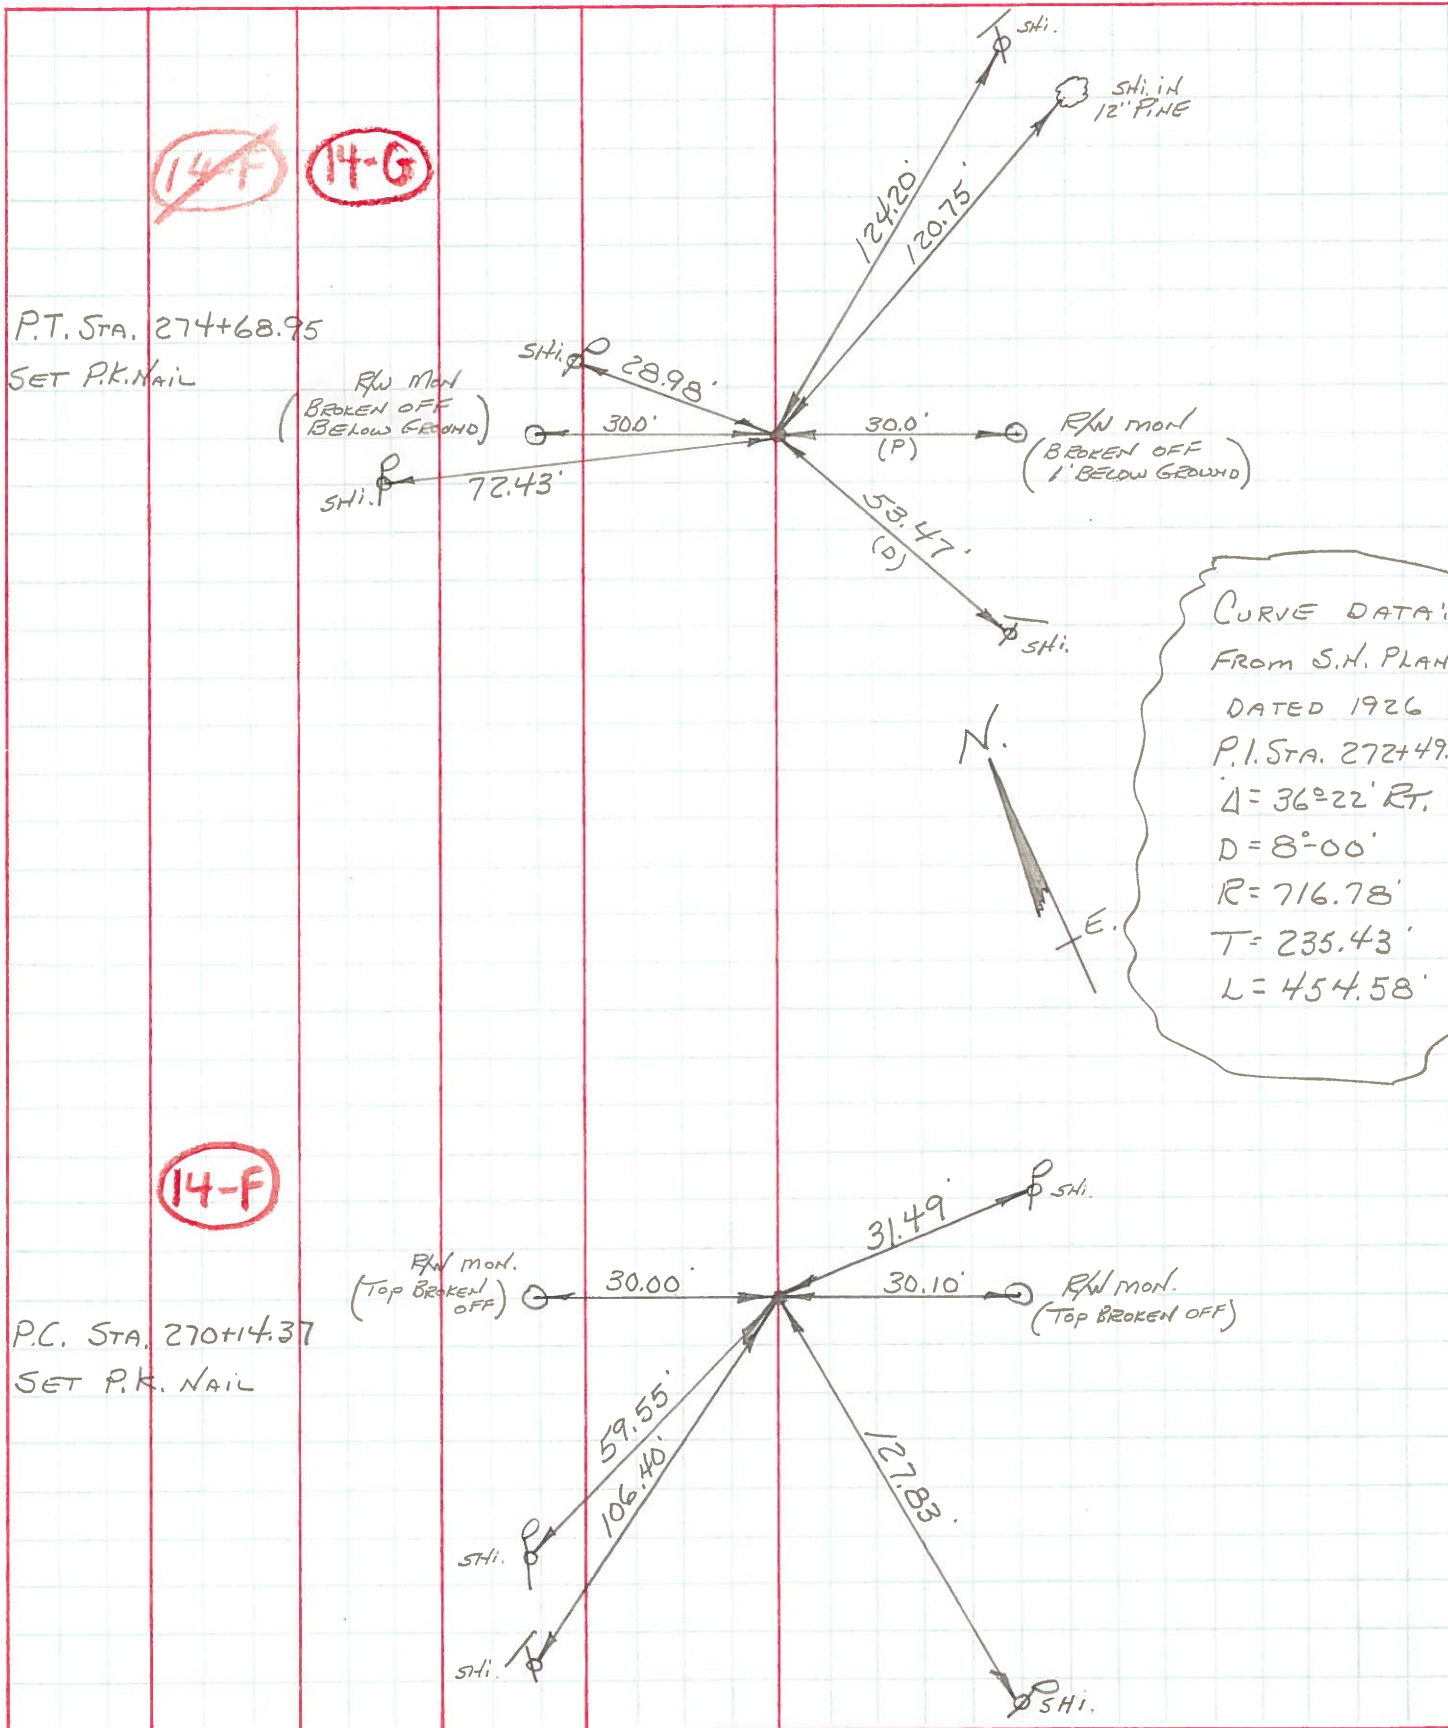 SHi.
SHi. in
12" PINE
14-F
14-G
124.20'
120.75'
P.T. STA. 274+68.95
SET P.K. NAIL
SHi.
28.98'
R/W MON
(BROKEN OFF
BELOW GROUND)
30.0'
30.0'
(P)
R/W MON
(BROKEN OFF
1' BELOW GROUND)
SHi.
72.43'
53.47'
(D)
SHi.
CURVE DATA:
FROM S.H. PLAN
DATED 1926
P.I. STA. 272+49.
Δ = 36°-22' RT.
D = 8°-00'
R = 716.78'
T = 235.43'
L = 454.58'
N.
E.
14-F
31.49'
SHi.
R/W MON.
(TOP BROKEN
OFF)
30.00'
30.10'
R/W MON.
(TOP BROKEN OFF)
P.C. STA. 270+14.37
SET P.K. NAIL
59.55'
106.40'
127.83'
SHi.
SHi.
SHi.